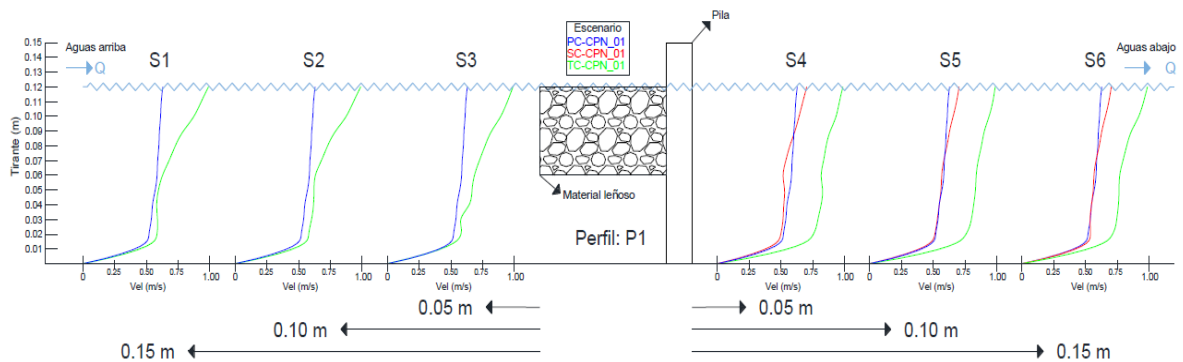 Escenario
PC-CPN_01
SC-CPN_01
TC-CPN_01
Pila
Aguas arriba
Q
S1
S2
S3
S4
S5
S6
Aguas abajo
Q
Tirante (m)
0.15
0.14
0.13
0.12
0.11
0.10
0.09
0.08
0.07
0.06
0.05
0.04
0.03
0.02
0.01
Material leñoso
Perfil: P1
0 0.25 0.50 0.75 1.00
Vel (m/s)
0 0.25 0.50 0.75 1.00
Vel (m/s)
0 0.25 0.50 0.75 1.00
Vel (m/s)
0 0.25 0.50 0.75 1.00
Vel (m/s)
0 0.25 0.50 0.75 1.00
Vel (m/s)
0 0.25 0.50 0.75 1.00
Vel (m/s)
0.05 m
0.05 m
0.10 m
0.10 m
0.15 m
0.15 m